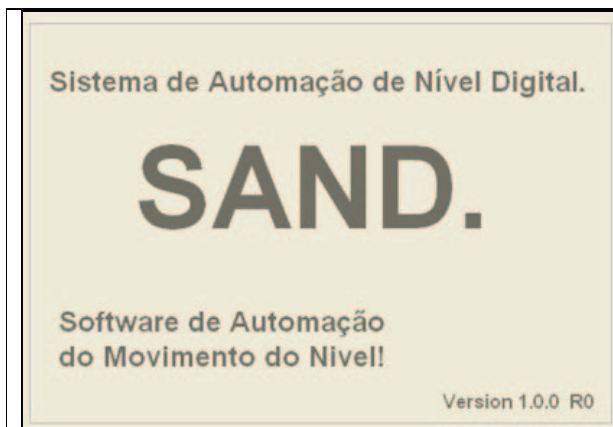 Sistema de Automação de Nível Digital.
SAND.
Software de Automação
do Movimento do Nivel!
Version 1.0.0 R0